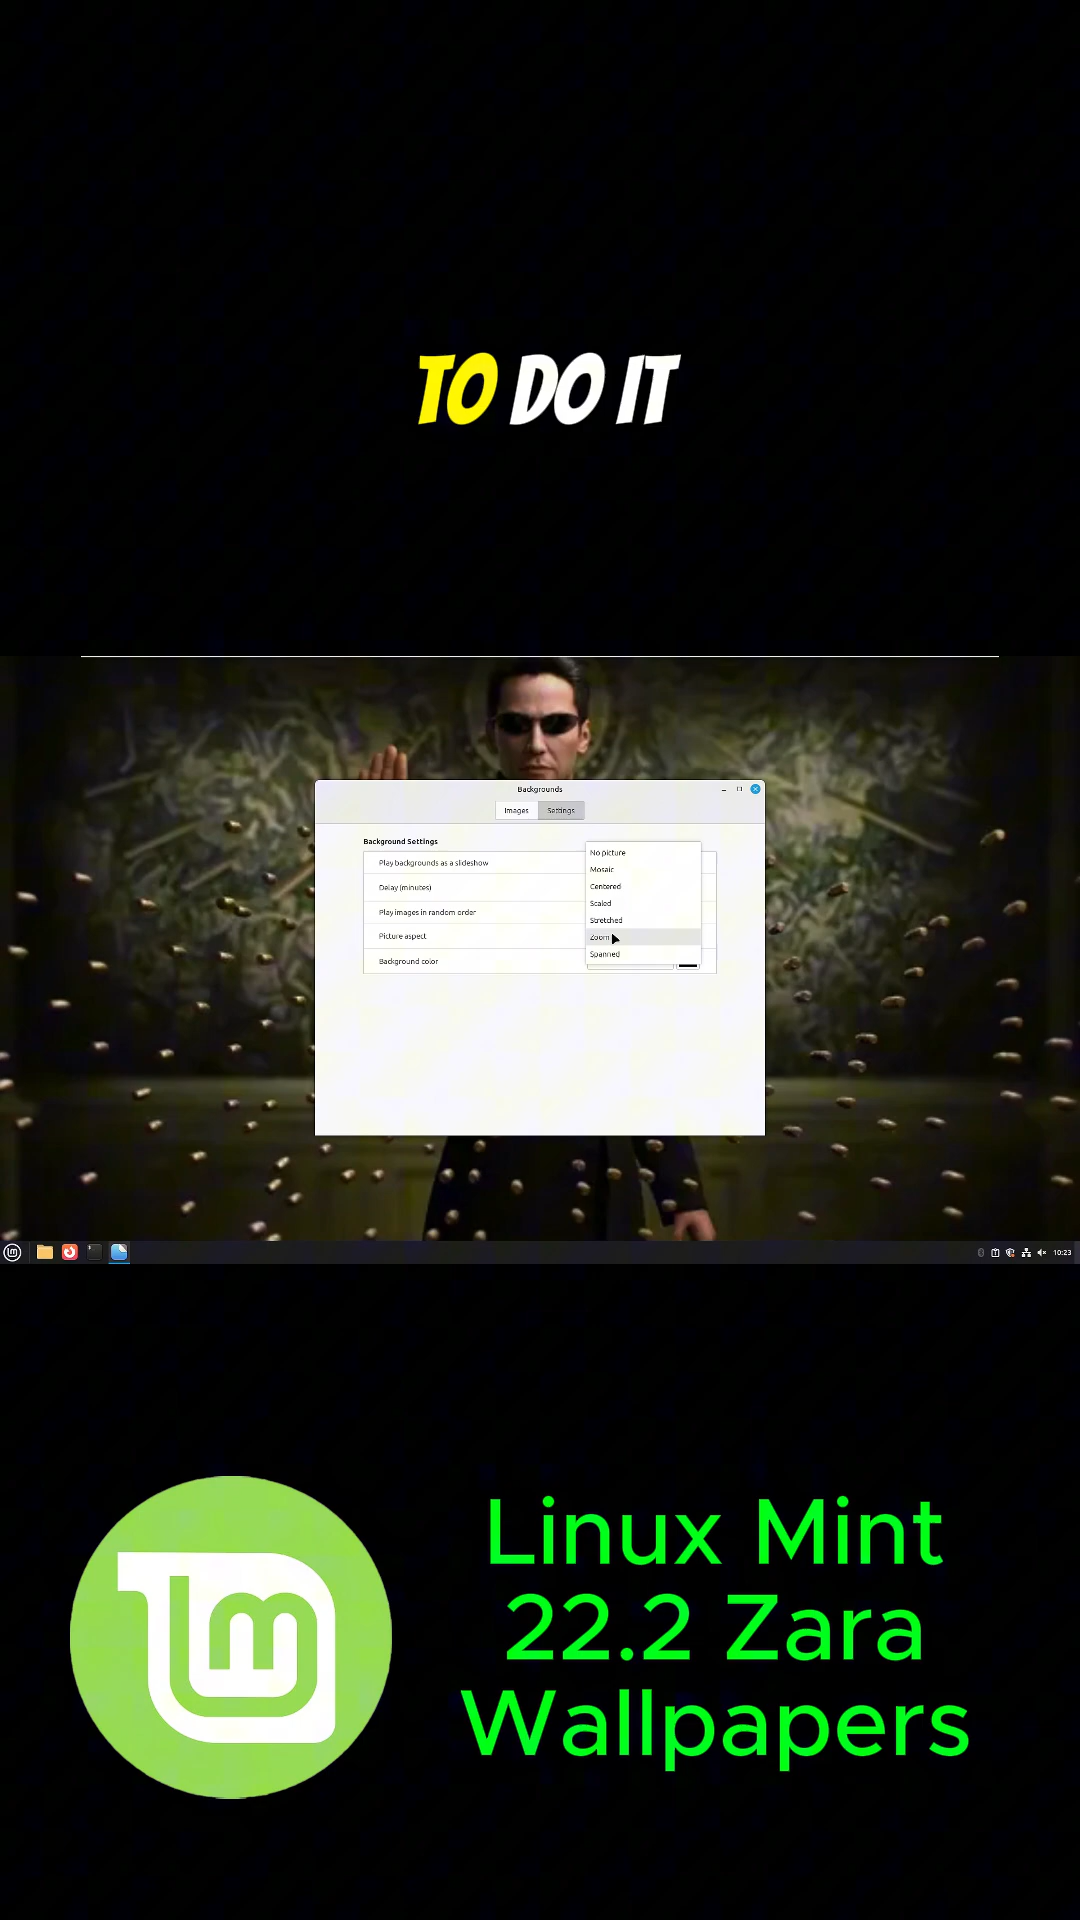 TO DO IT
Backgrounds
Images Settings
Background Settings
Play backgrounds as a slideshow
Delay (minutes)
Play images in random order
Picture aspect
Background color
No picture
Mosaic
Centered
Scaled
Stretched
Zoom
Spanned
10:23
Linux Mint
22.2 Zara
Wallpapers